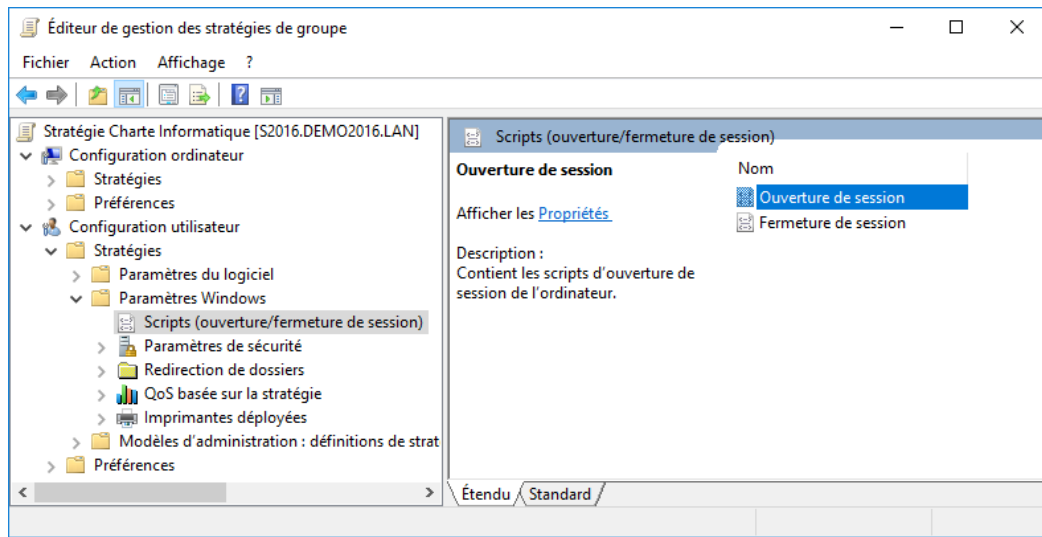 Éditeur de gestion des stratégies de groupe
Fichier Action Affichage ?
Stratégie Charte Informatique [S2016.DEMO2016.LAN]
Configuration ordinateur
Stratégies
Préférences
Configuration utilisateur
Stratégies
Paramètres du logiciel
Paramètres Windows
Scripts (ouverture/fermeture de session)
Paramètres de sécurité
Redirection de dossiers
QoS basée sur la stratégie
Imprimantes déployées
Modèles d'administration : définitions de strat
Préférences
Scripts (ouverture/fermeture de session)
Ouverture de session
Afficher les Propriétés
Description :
Contient les scripts d'ouverture de
session de l'ordinateur.
Nom
Ouverture de session
Fermeture de session
Étendu Standard